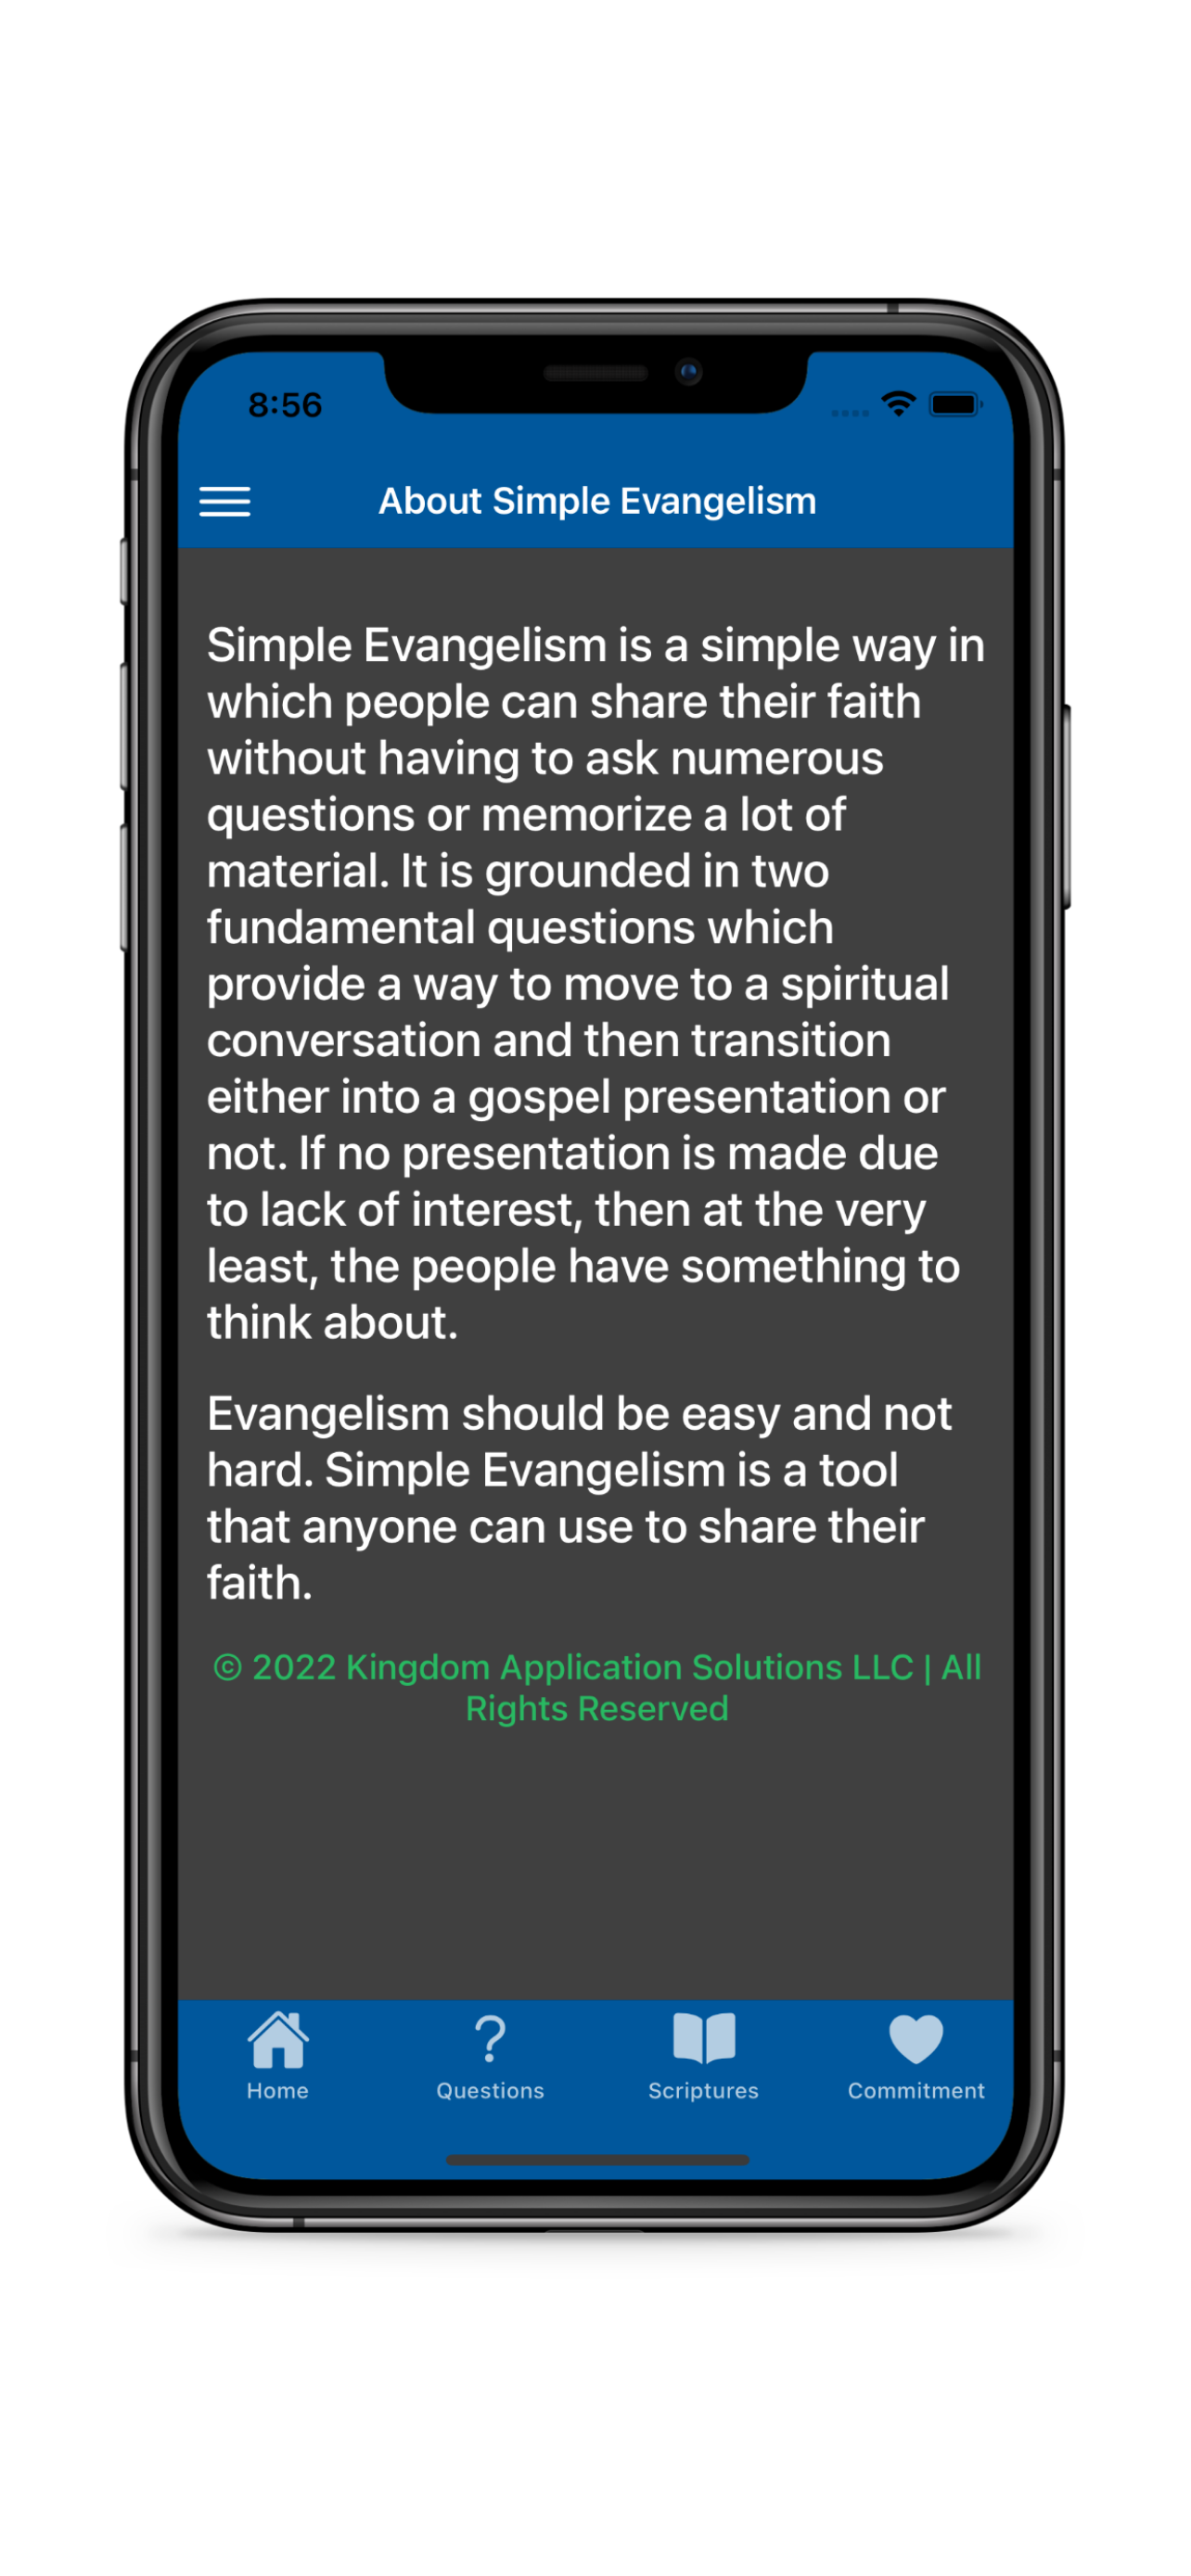 8:56
About Simple Evangelism
Simple Evangelism is a simple way in
which people can share their faith
without having to ask numerous
questions or memorize a lot of
material. It is grounded in two
fundamental questions which
provide a way to move to a spiritual
conversation and then transition
either into a gospel presentation or
not. If no presentation is made due
to lack of interest, then at the very
least, the people have something to
think about.
Evangelism should be easy and not
hard. Simple Evangelism is a tool
that anyone can use to share their
faith.
© 2022 Kingdom Application Solutions LLC | All
Rights Reserved
Home Questions Scriptures Commitment